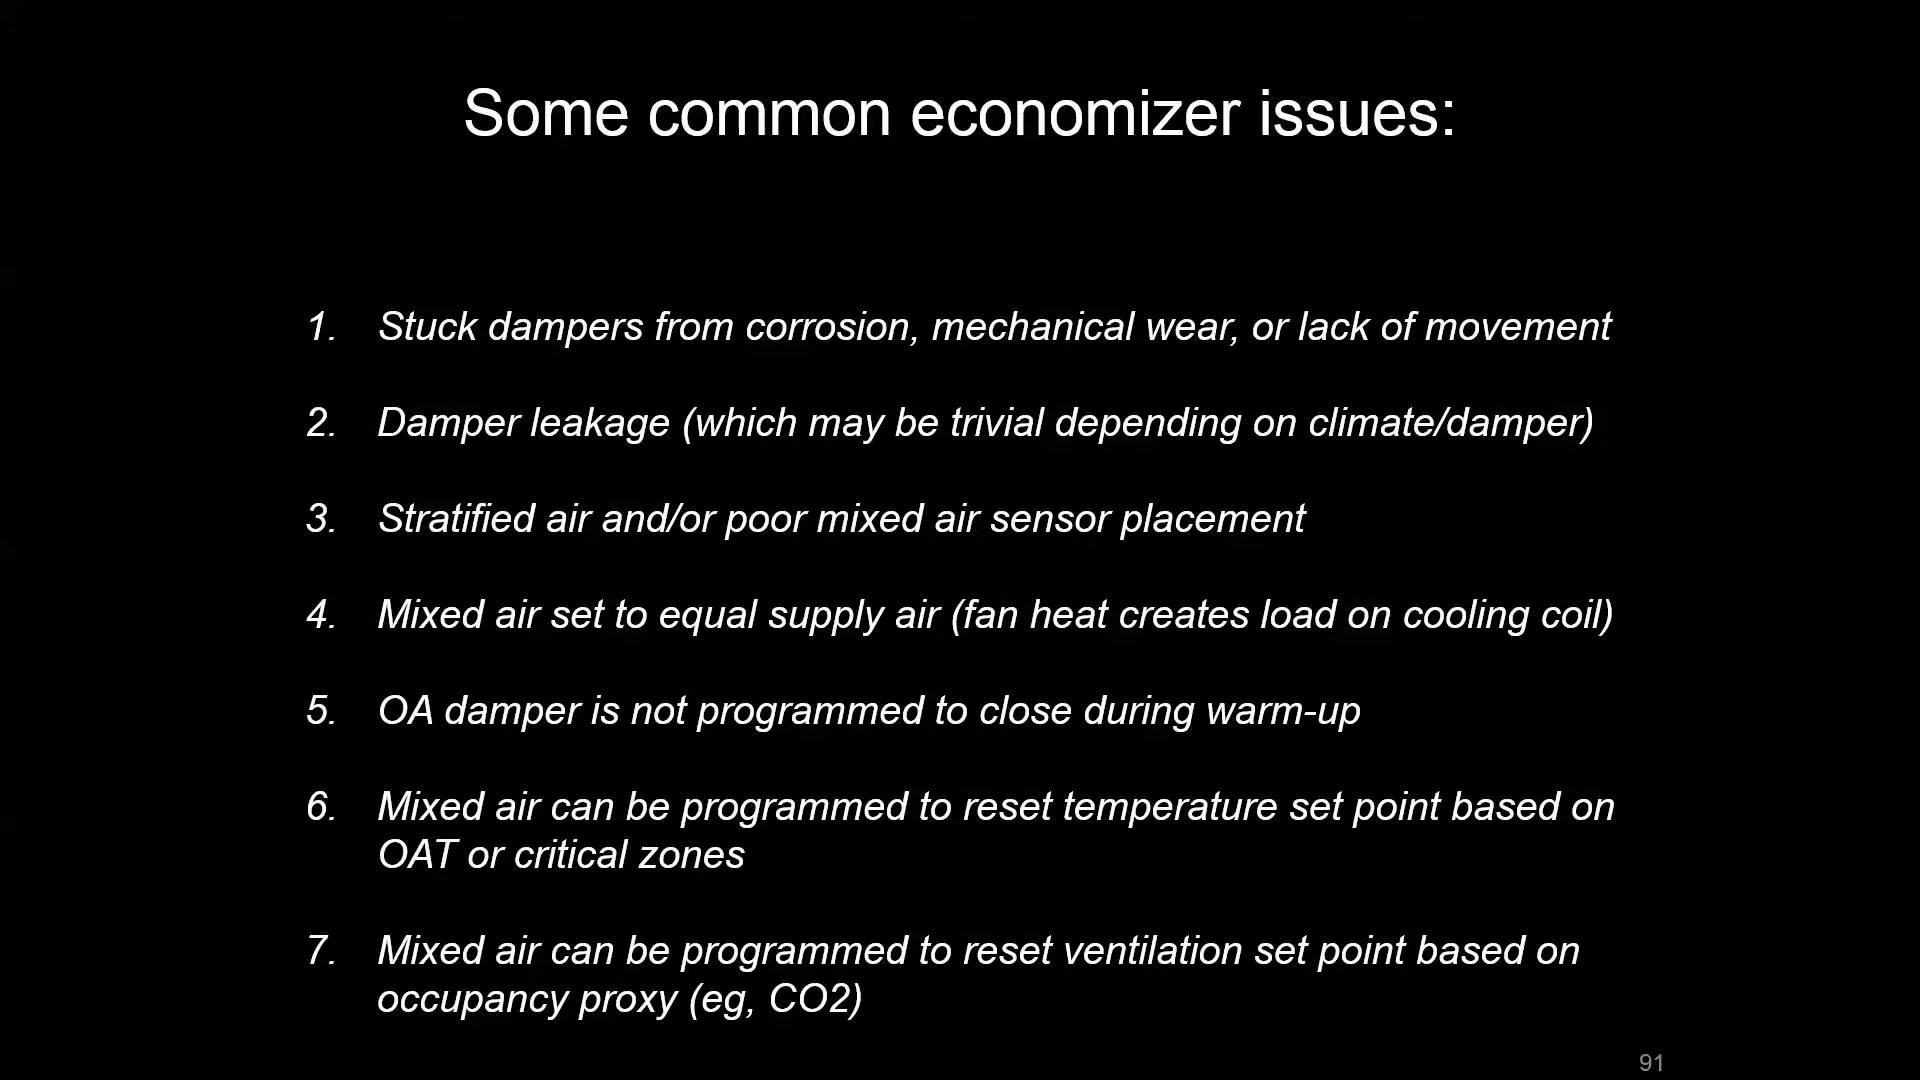 Some common economizer issues:
1. Stuck dampers from corrosion, mechanical wear, or lack of movement
2. Damper leakage (which may be trivial depending on climate/damper)
3. Stratified air and/or poor mixed air sensor placement
4. Mixed air set to equal supply air (fan heat creates load on cooling coil)
5. OA damper is not programmed to close during warm-up
6. Mixed air can be programmed to reset temperature set point based on
OAT or critical zones
7. Mixed air can be programmed to reset ventilation set point based on
occupancy proxy (eg, CO2)
91